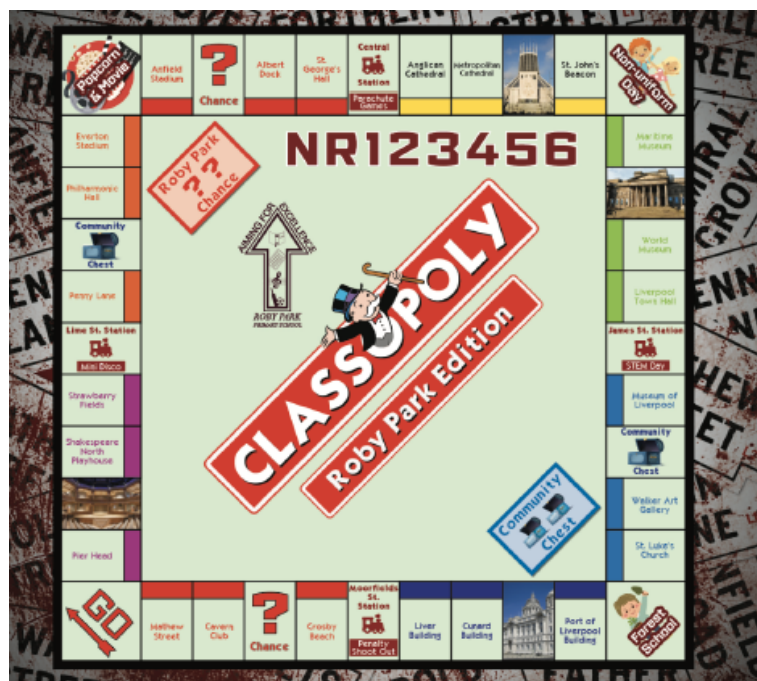 Popcorn
& Movie
Anfield
Stadium
?
Chance
Albert
Dock
St.
George's
Hall
Central
Station
Parachute
Games
Anglican
Cathedral
Metropolitan
Cathedral
St. John's
Beacon
Non-uniform
Day
Everton
Stadium
Philharmonic
Hall
Community
Chest
Penny Lane
Lime St. Station
Mini Disco
Strawberry
Fields
Shakespeare
North
Playhouse
Pier Head
Roby Park
??
Chance
NR123456
AIMING FOR EXCELLENCE
ROBY PARK
PRIMARY SCHOOL
CLASSOPOLY
Roby Park Edition
Community
Chest
Maritime
Museum
World
Museum
Liverpool
Town Hall
James St. Station
STEM Day
Museum of
Liverpool
Community
Chest
Walker Art
Gallery
St. Luke's
Church
GO
Mathew
Street
Cavern
Club
?
Chance
Crosby
Beach
Moorfields
St.
Station
Penalty
Shoot Out
Liver
Building
Cunard
Building
Port of
Liverpool
Building
Forest
School